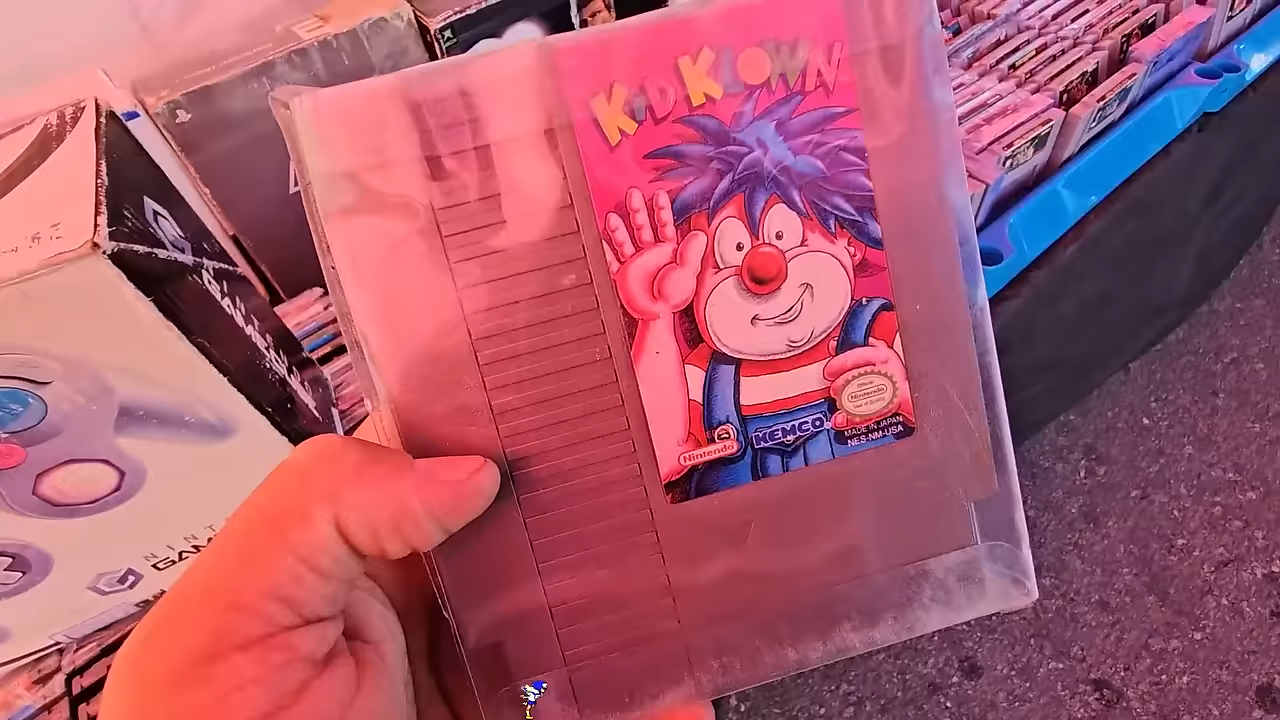 KID KLOWN
Official
Nintendo
Seal of Quality
KEMCO
MADE IN JAPAN
NES-NM-USA
Nintendo
NINTENDO
GAMECUBE